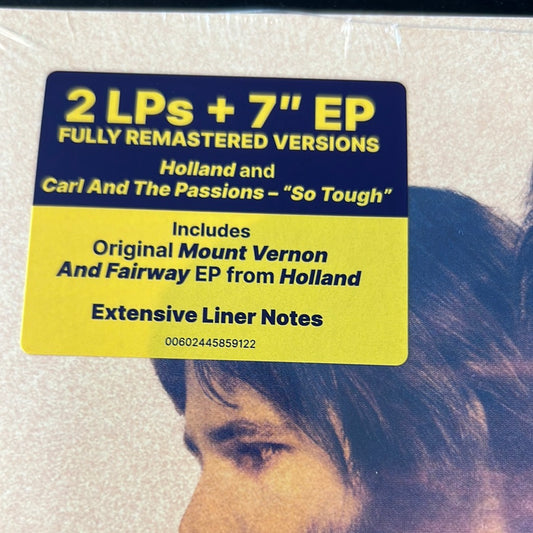 2 LPs + 7" EP
FULLY REMASTERED VERSIONS
Holland and
Carl And The Passions – “So Tough”
Includes
Original Mount Vernon
And Fairway EP from Holland
Extensive Liner Notes
00602445859122